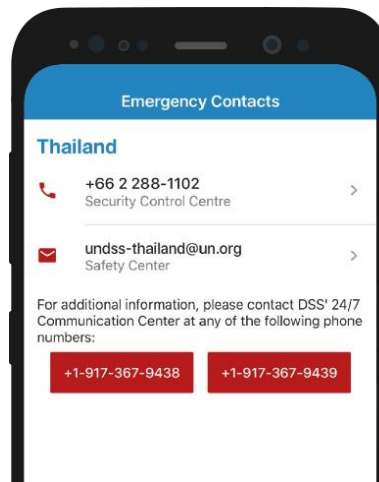 Emergency Contacts
Thailand
+66 2 288-1102
Security Control Centre
undss-thailand@un.org
Safety Center
For additional information, please contact DSS' 24/7
Communication Center at any of the following phone
numbers:
+1-917-367-9438
+1-917-367-9439